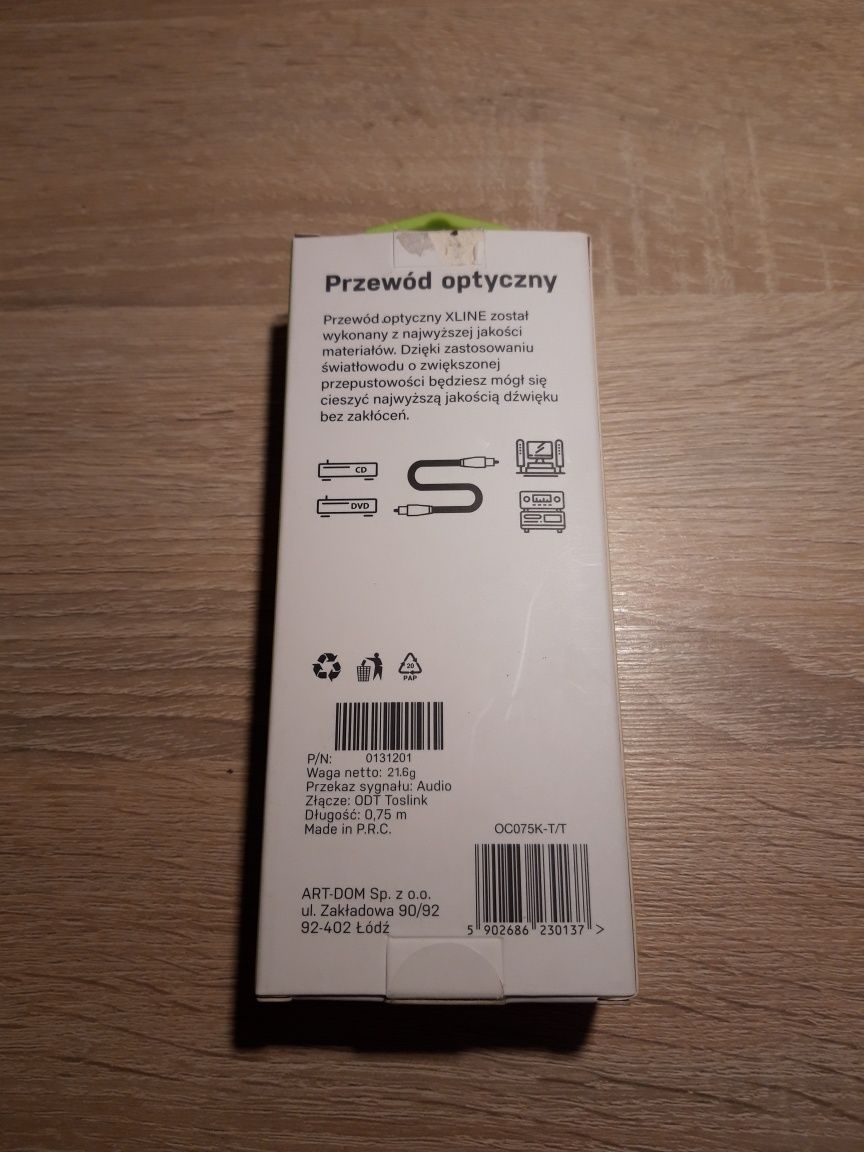 Przewód optyczny
Przewód optyczny XLINE został
wykonany z najwyższej jakości
materiałów. Dzięki zastosowaniu
światłowodu o zwiększonej
przepustowości będziesz mógł się
cieszyć najwyższą jakością dźwięku
bez zakłóceń.
CD
DVD
20
PAP
P/N: 0131201
Waga netto: 21.6g
Przekaz sygnału: Audio
Złącze: ODT Toslink
Długość: 0,75 m
Made in P.R.C.
OC075K-T/T
ART-DOM Sp. z o.o.
ul. Zakładowa 90/92
92-402 Łódź
5 902686 230137 >